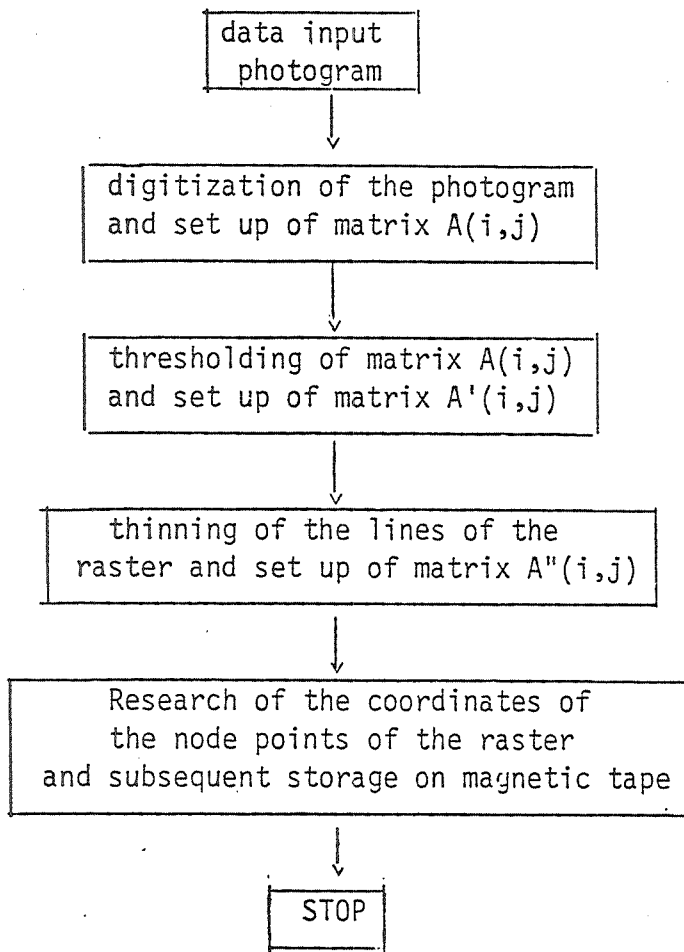 data input
photogram
digitization of the photogram
and set up of matrix A(i,j)
thresholding of matrix A(i,j)
and set up of matrix A'(i,j)
thinning of the lines of the
raster and set up of matrix A"(i,j)
Research of the coordinates of
the node points of the raster
and subsequent storage on magnetic tape
STOP